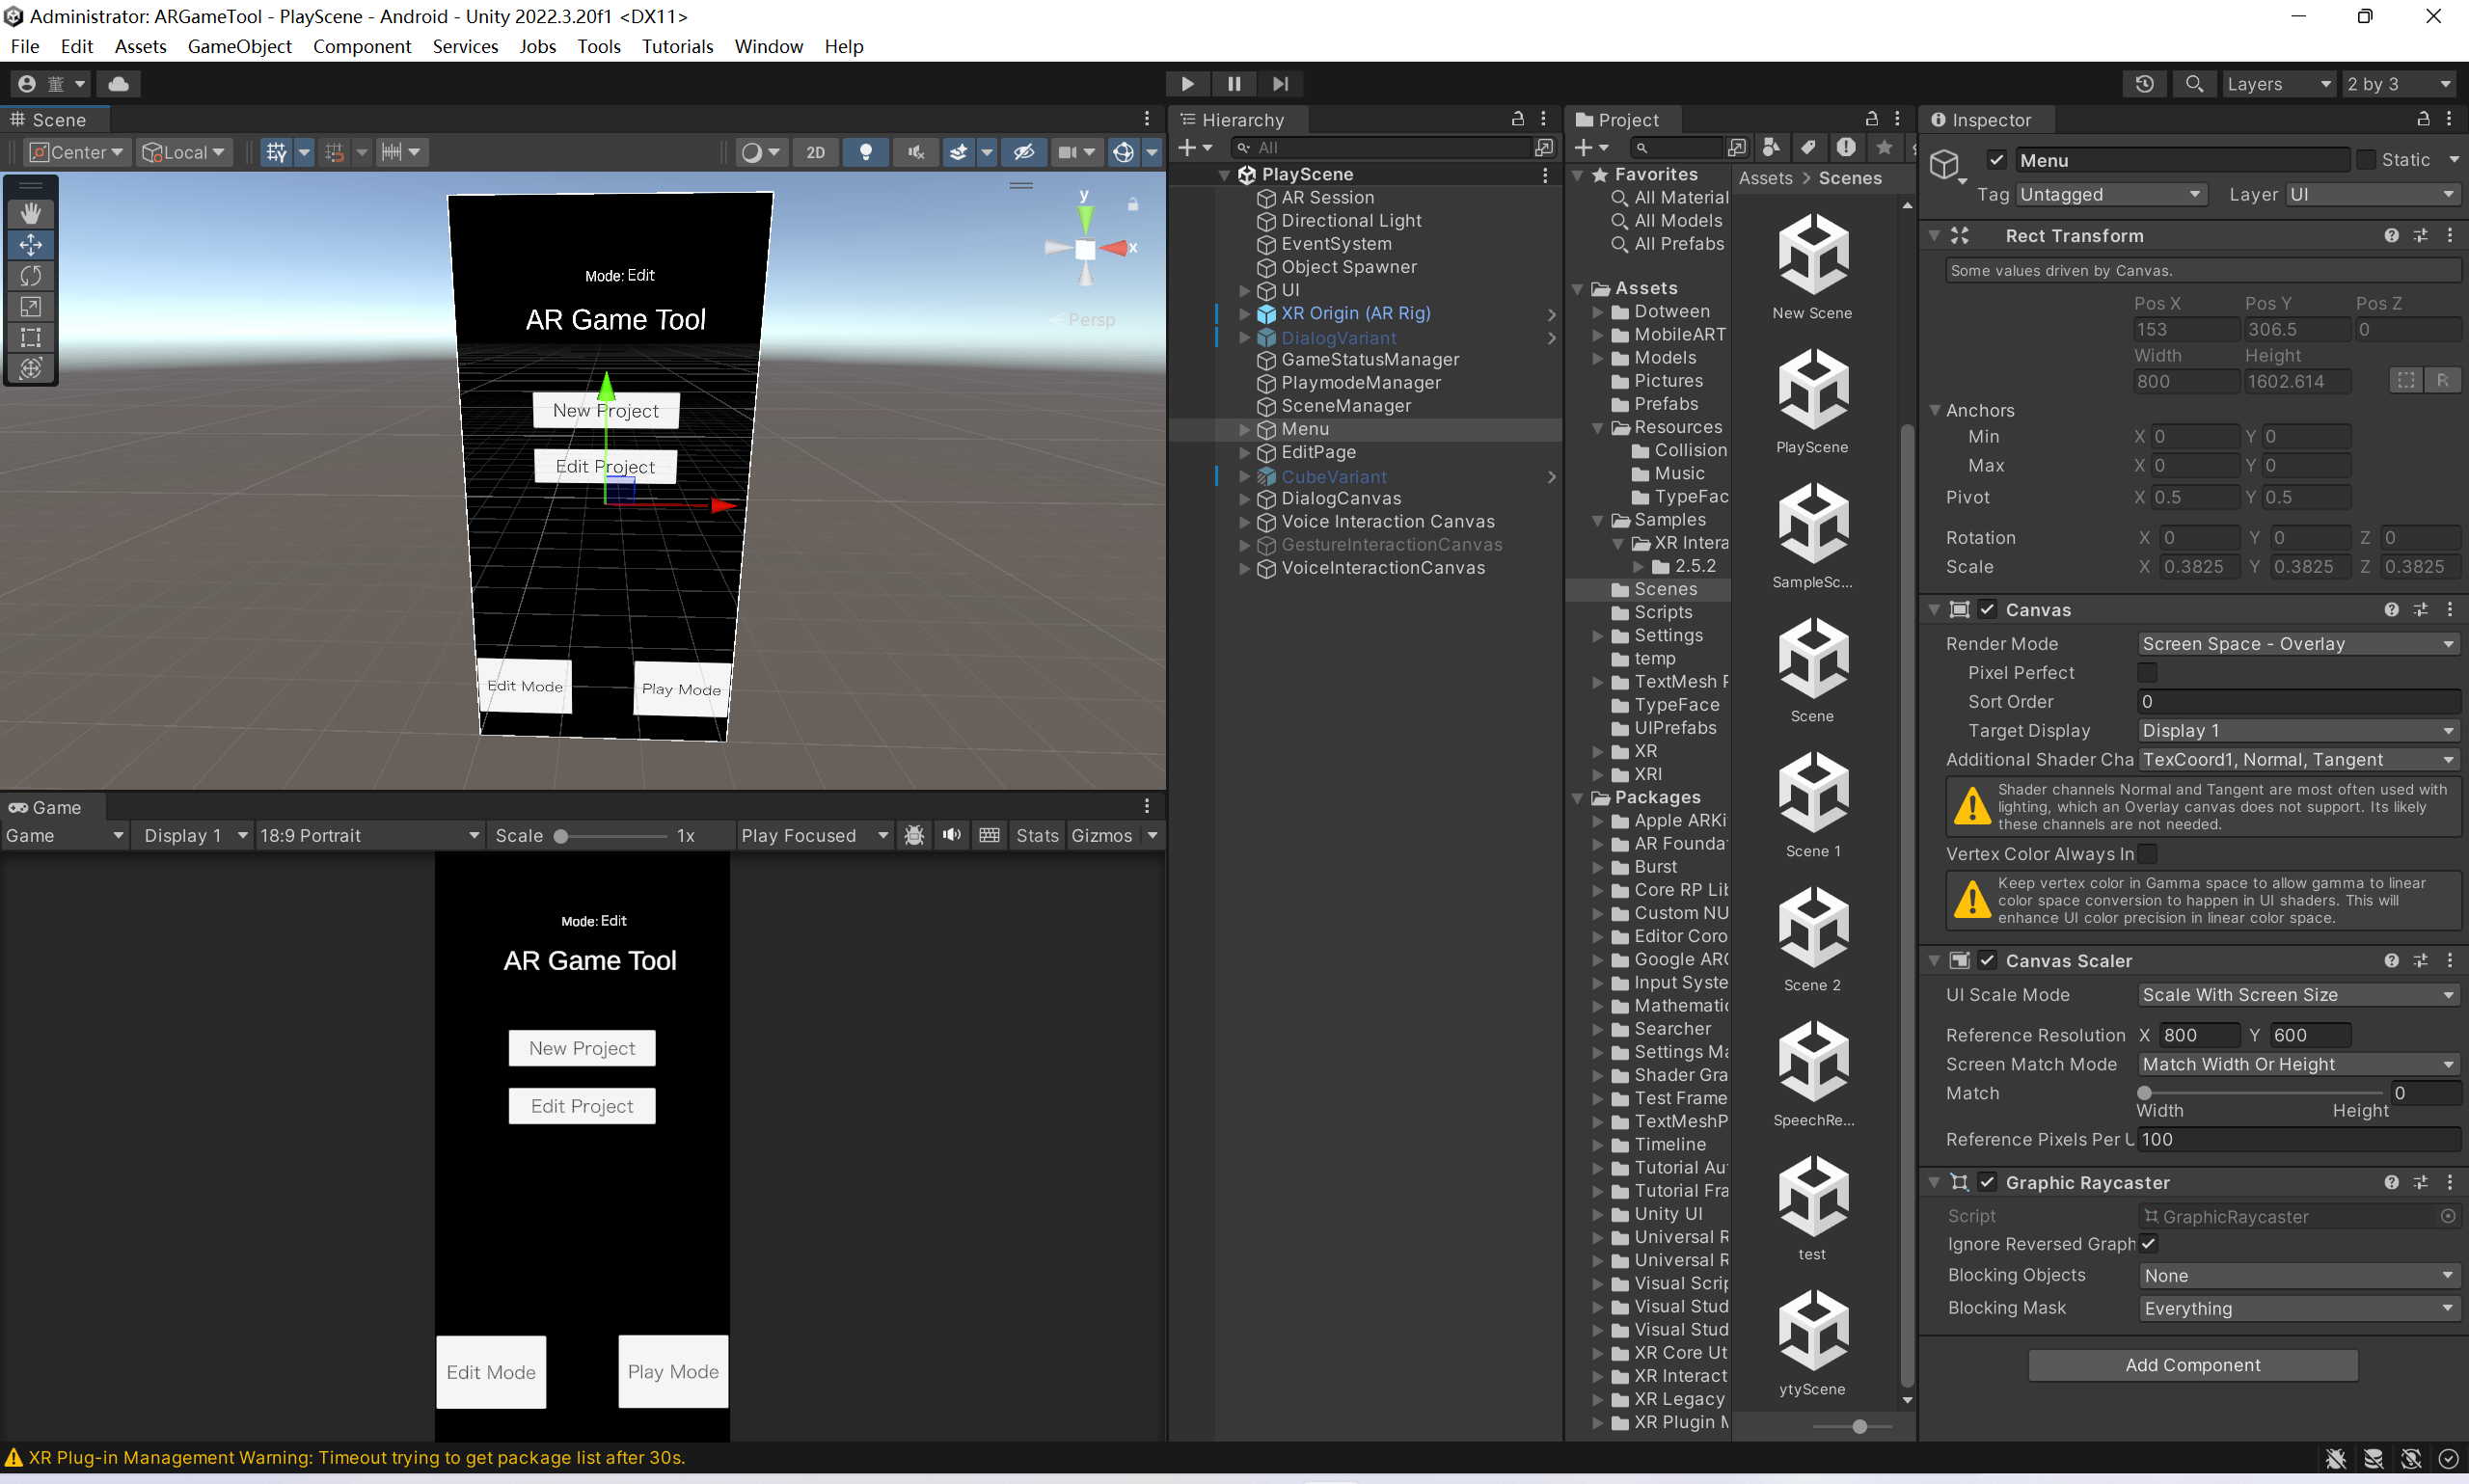 Administrator: ARGameTool - PlayScene - Android - Unity 2022.3.20f1 <DX11>
File Edit Assets GameObject Component Services Jobs Tools Tutorials Window Help
董
Layers
2 by 3
Scene
Center
Local
2D
Mode: Edit
AR Game Tool
New Project
Edit Project
Edit Mode
Play Mode
y
x
Persp
Game
Game
Display 1
18:9 Portrait
Scale
1x
Play Focused
Stats
Gizmos
Mode: Edit
AR Game Tool
New Project
Edit Project
Edit Mode
Play Mode
Hierarchy
All
PlayScene
AR Session
Directional Light
EventSystem
Object Spawner
UI
XR Origin (AR Rig)
DialogVariant
GameStatusManager
PlaymodeManager
SceneManager
Menu
EditPage
CubeVariant
DialogCanvas
Voice Interaction Canvas
GestureInteractionCanvas
VoiceInteractionCanvas
Project
Favorites
All Material
All Models
All Prefabs
Assets
Dotween
MobileART
Models
Pictures
Prefabs
Resources
Collision
Music
TypeFac
Samples
XR Intera
2.5.2
Scenes
Scripts
Settings
temp
TextMesh P
TypeFace
UIPrefabs
XR
XRI
Packages
Apple ARKi
AR Founda
Burst
Core RP Lib
Custom NU
Editor Coro
Google ARC
Input Syste
Mathematic
Searcher
Settings Ma
Shader Gra
Test Frame
TextMeshP
Timeline
Tutorial Au
Tutorial Fra
Unity UI
Universal R
Universal R
Visual Scrip
Visual Stud
Visual Stud
XR Core Ut
XR Interact
XR Legacy
XR Plugin M
Assets > Scenes
New Scene
PlayScene
SampleSc...
Scene
Scene 1
Scene 2
SpeechRe...
test
ytyScene
Inspector
Menu
Static
Tag Untagged
Layer UI
Rect Transform
Some values driven by Canvas.
Pos X Pos Y Pos Z
153 306.5 0
Width Height
800 1602.614
R
Anchors
Min X 0 Y 0
Max X 0 Y 0
Pivot X 0.5 Y 0.5
Rotation X 0 Y 0 Z 0
Scale X 0.3825 Y 0.3825 Z 0.3825
Canvas
Render Mode Screen Space - Overlay
Pixel Perfect
Sort Order 0
Target Display Display 1
Additional Shader Cha TexCoord1, Normal, Tangent
Shader channels Normal and Tangent are most often used with
lighting, which an Overlay canvas does not support. Its likely
these channels are not needed.
Vertex Color Always In
Keep vertex color in Gamma space to allow gamma to linear
color space conversion to happen in UI shaders. This will
enhance UI color precision in linear color space.
Canvas Scaler
UI Scale Mode Scale With Screen Size
Reference Resolution X 800 Y 600
Screen Match Mode Match Width Or Height
Match 0
Width Height
Reference Pixels Per U 100
Graphic Raycaster
Script GraphicRaycaster
Ignore Reversed Graph
Blocking Objects None
Blocking Mask Everything
Add Component
XR Plug-in Management Warning: Timeout trying to get package list after 30s.